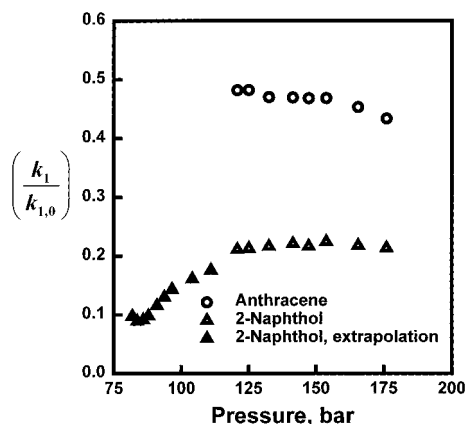 0.6
0.5
0.4
0.3
0.2
0.1
0.0
(k1/k1,0)
Anthracene
2-Naphthol
2-Naphthol, extrapolation
75 100 125 150 175 200
Pressure, bar